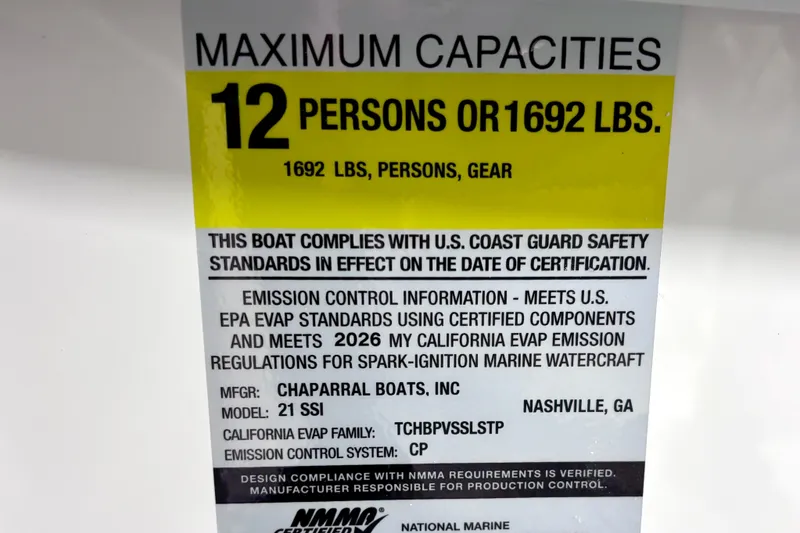 MAXIMUM CAPACITIES
12 PERSONS OR 1692 LBS.
1692 LBS, PERSONS, GEAR
THIS BOAT COMPLIES WITH U.S. COAST GUARD SAFETY
STANDARDS IN EFFECT ON THE DATE OF CERTIFICATION.
EMISSION CONTROL INFORMATION - MEETS U.S.
EPA EVAP STANDARDS USING CERTIFIED COMPONENTS
AND MEETS 2026 MY CALIFORNIA EVAP EMISSION
REGULATIONS FOR SPARK-IGNITION MARINE WATERCRAFT
MFGR: CHAPARRAL BOATS, INC
MODEL: 21 SSI NASHVILLE, GA
CALIFORNIA EVAP FAMILY: TCHBPVSSLSTP
EMISSION CONTROL SYSTEM: CP
DESIGN COMPLIANCE WITH NMMA REQUIREMENTS IS VERIFIED.
MANUFACTURER RESPONSIBLE FOR PRODUCTION CONTROL.
NMMA® NATIONAL MARINE
CERTIFIED